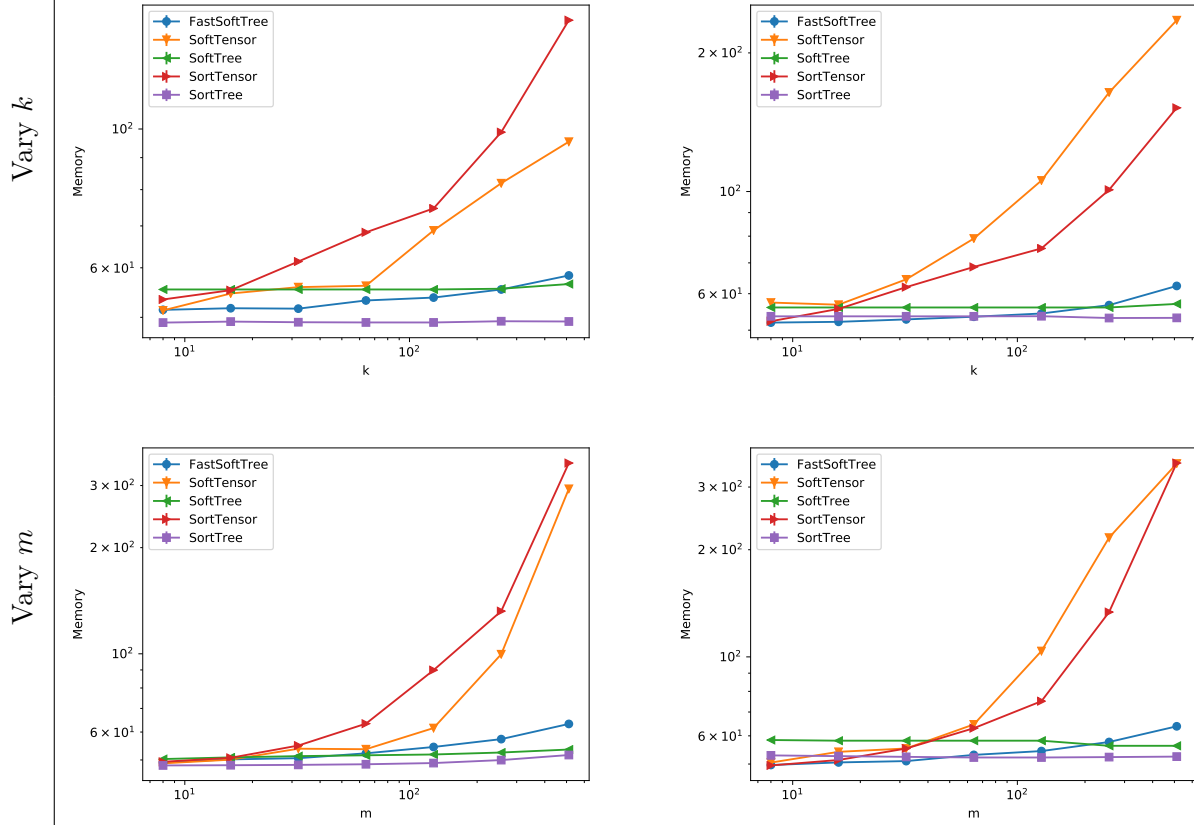 Vary k
FastSoftTree
SoftTensor
SoftTree
SortTensor
SortTree
10²
6 × 10¹
Memory
10¹
10²
k
FastSoftTree
SoftTensor
SoftTree
SortTensor
SortTree
2 × 10²
10²
6 × 10¹
Memory
10¹
10²
k
Vary m
FastSoftTree
SoftTensor
SoftTree
SortTensor
SortTree
3 × 10²
2 × 10²
10²
6 × 10¹
Memory
10¹
10²
m
FastSoftTree
SoftTensor
SoftTree
SortTensor
SortTree
3 × 10²
2 × 10²
10²
6 × 10¹
Memory
10¹
10²
m